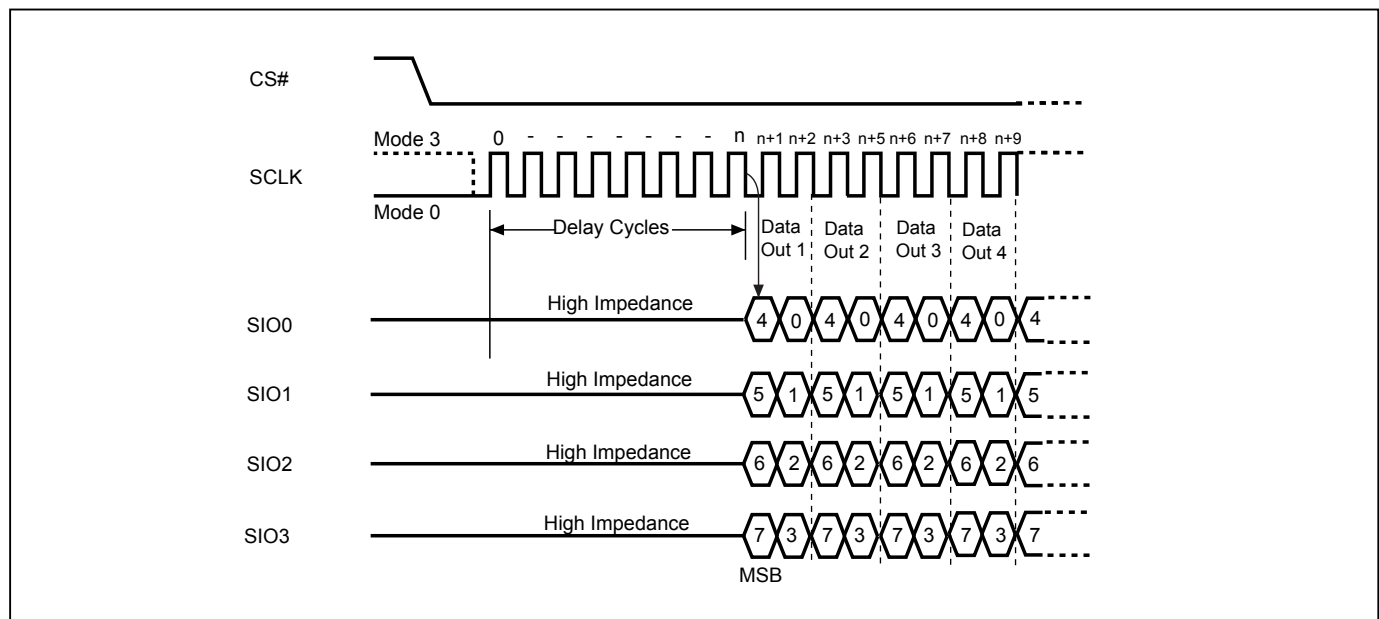 CS#
Mode 3 0 - - - - - - - n n+1 n+2 n+3 n+5 n+6 n+7 n+8 n+9
SCLK
Mode 0
Delay Cycles
Data Out 1
Data Out 2
Data Out 3
Data Out 4
SIO0 High Impedance 4 0 4 0 4 0 4 0 4
SIO1 High Impedance 5 1 5 1 5 1 5 1 5
SIO2 High Impedance 6 2 6 2 6 2 6 2 6
SIO3 High Impedance 7 3 7 3 7 3 7 3 7
MSB